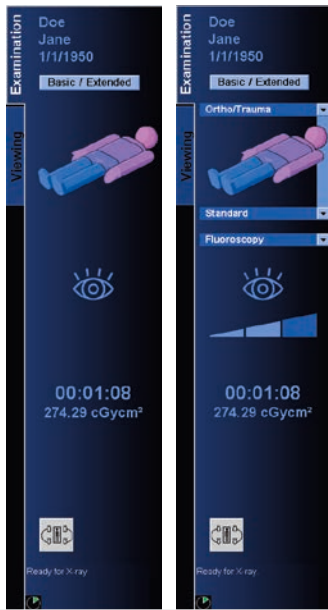 Examination
Viewing
Doe
Jane
1/1/1950
Basic / Extended
00:01:08
274.29 cGycm²
Ready for X-ray
Examination
Viewing
Doe
Jane
1/1/1950
Basic / Extended
Ortho/Trauma
Standard
Fluoroscopy
00:01:08
274.29 cGycm²
Ready for X-ray.